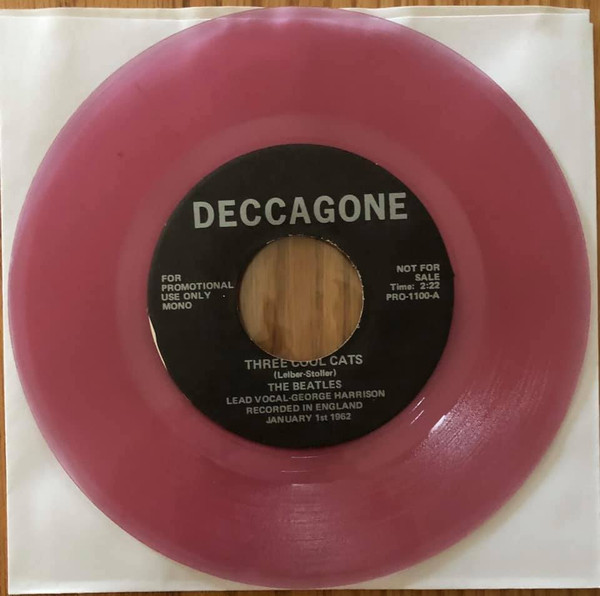 DECCAGONE
FOR
PROMOTIONAL
USE ONLY
MONO
NOT FOR
SALE
Time: 2:22
PRO-1100-A
THREE COOL CATS
(Leiber-Stoller)
THE BEATLES
LEAD VOCAL-GEORGE HARRISON
RECORDED IN ENGLAND
JANUARY 1st 1962